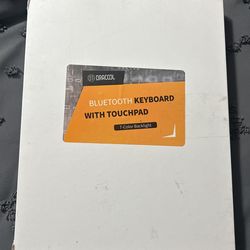 DRACOOL
BLUETOOTH KEYBOARD
WITH TOUCHPAD
7-Color Backlight